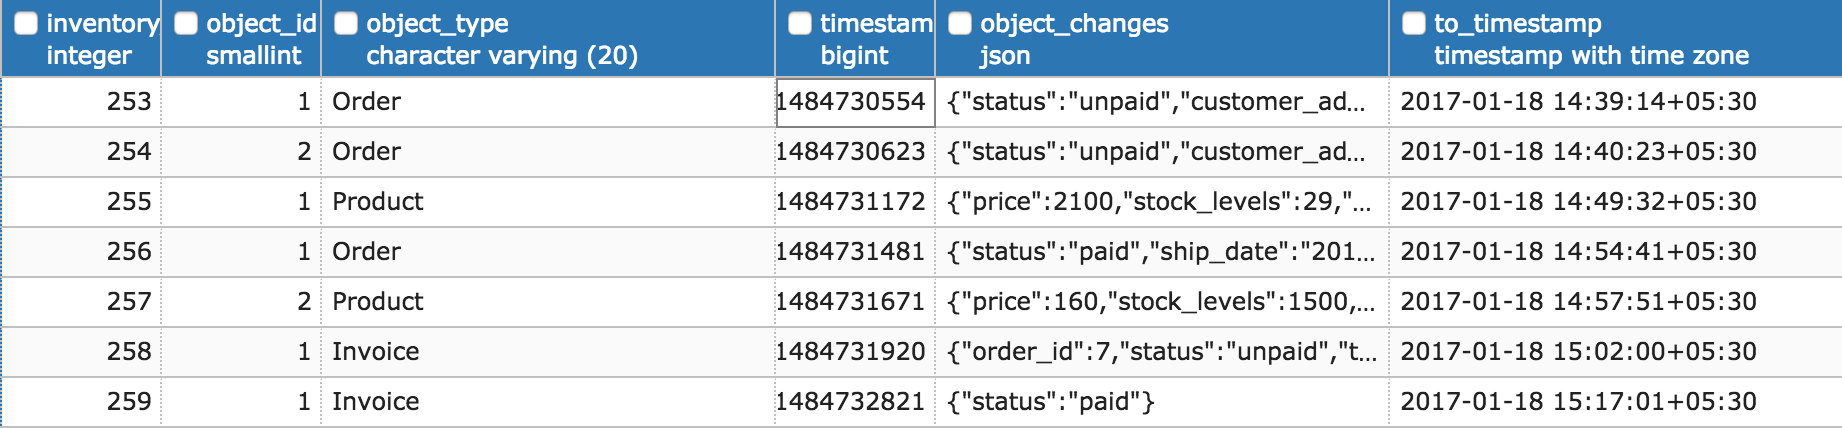 inventory object_id object_type timestam object_changes to_timestamp
integer smallint character varying (20) bigint json timestamp with time zone
253 1 Order 1484730554 {"status":"unpaid","customer_ad... 2017-01-18 14:39:14+05:30
254 2 Order 1484730623 {"status":"unpaid","customer_ad... 2017-01-18 14:40:23+05:30
255 1 Product 1484731172 {"price":2100,"stock_levels":29,"... 2017-01-18 14:49:32+05:30
256 1 Order 1484731481 {"status":"paid","ship_date":"201... 2017-01-18 14:54:41+05:30
257 2 Product 1484731671 {"price":160,"stock_levels":1500,... 2017-01-18 14:57:51+05:30
258 1 Invoice 1484731920 {"order_id":7,"status":"unpaid","t... 2017-01-18 15:02:00+05:30
259 1 Invoice 1484732821 {"status":"paid"} 2017-01-18 15:17:01+05:30